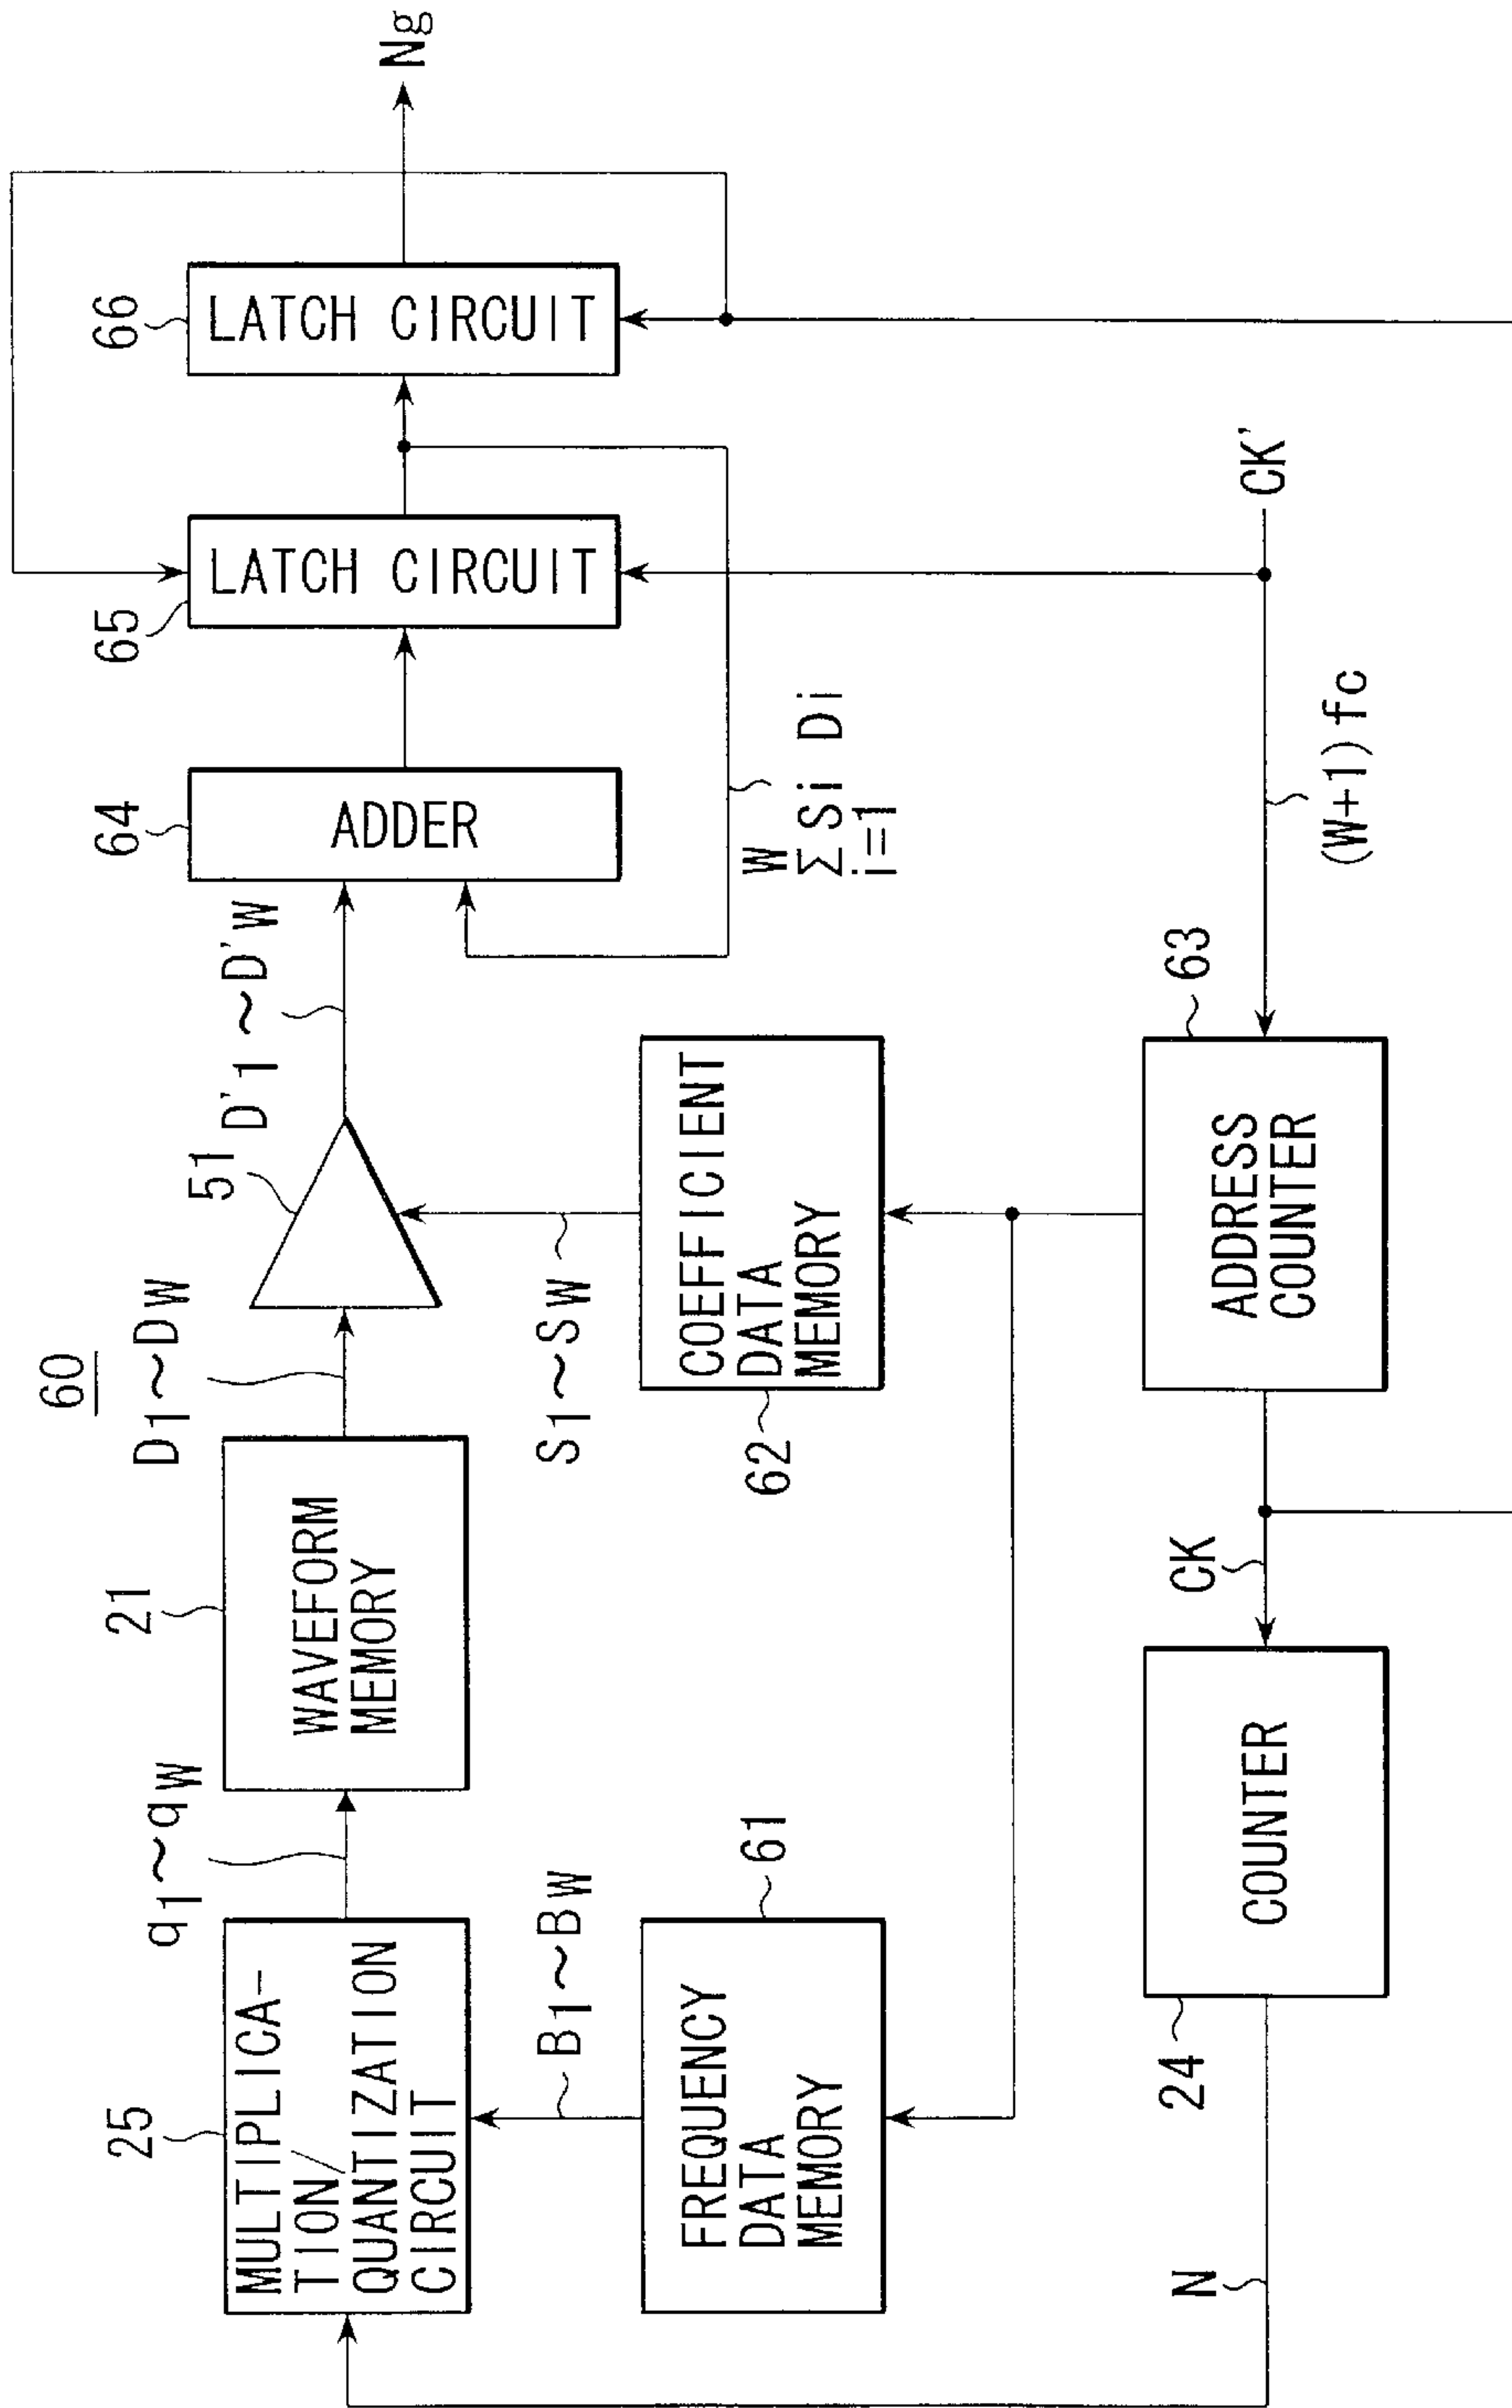 60
25
MULTIPLICA-
TION/
QUANTIZATION
CIRCUIT
q1~qW
21
WAVEFORM
MEMORY
D1~DW
51
D'1~D'W
64
ADDER
65
LATCH CIRCUIT
66
LATCH CIRCUIT
Ng
B1~BW
61
FREQUENCY
DATA
MEMORY
S1~SW
62
COEFFICIENT
DATA
MEMORY
W
Σ Si Di
i=1
N
24
COUNTER
CK
63
ADDRESS
COUNTER
(W+1)fc
CK'